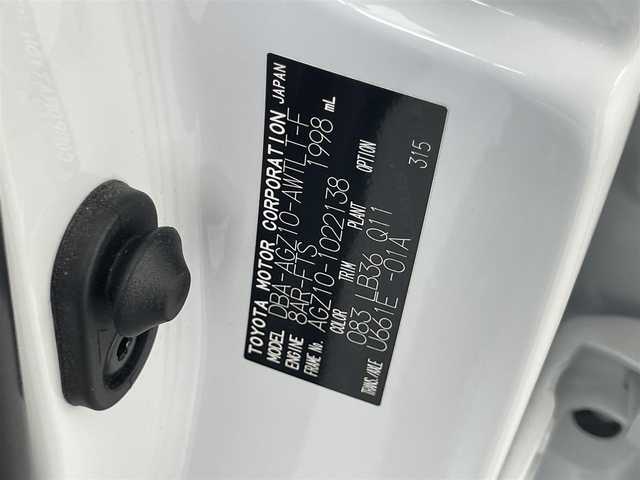 TOYOTA MOTOR CORPORATION JAPAN
MODEL DBA-AGZ10-AWTLT-F
ENGINE 8AR-FTS 1998 mL
FRAME No. AGZ10-1022138
COLOR TRIM PLANT OPTION
083 LB36 Q11 315
TRANS./AXLE U661E -01A